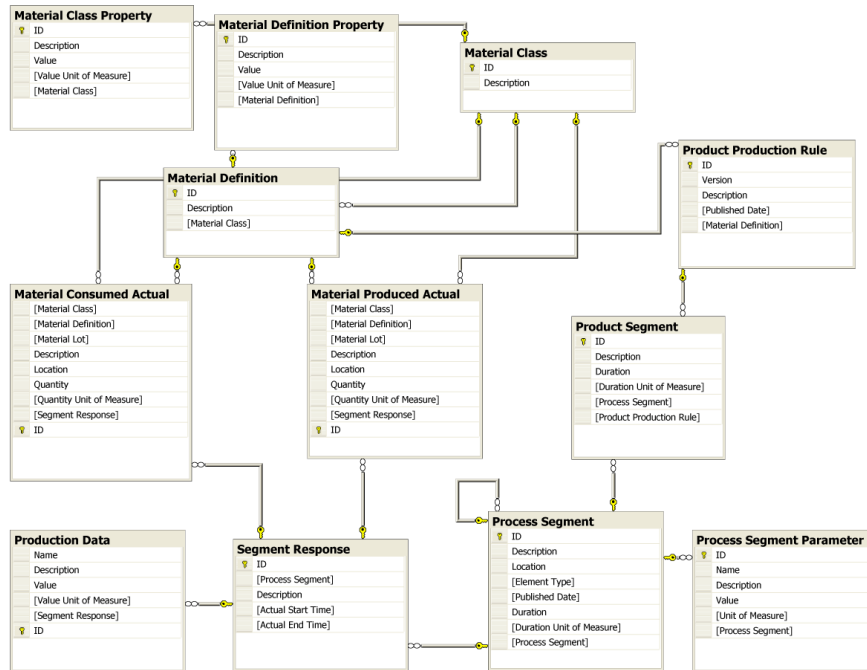 Material Class Property
ID
Description
Value
[Value Unit of Measure]
[Material Class]
Material Definition Property
ID
Description
Value
[Value Unit of Measure]
[Material Definition]
Material Class
ID
Description
Product Production Rule
ID
Version
Description
[Published Date]
[Material Definition]
Material Definition
ID
Description
[Material Class]
Material Consumed Actual
[Material Class]
[Material Definition]
[Material Lot]
Description
Location
Quantity
[Quantity Unit of Measure]
[Segment Response]
ID
Material Produced Actual
[Material Class]
[Material Definition]
[Material Lot]
Description
Location
Quantity
[Quantity Unit of Measure]
[Segment Response]
ID
Product Segment
ID
Description
Duration
[Duration Unit of Measure]
[Process Segment]
[Product Production Rule]
Production Data
Name
Description
Value
[Value Unit of Measure]
[Segment Response]
ID
Segment Response
ID
[Process Segment]
Description
[Actual Start Time]
[Actual End Time]
Process Segment
ID
Description
Location
[Element Type]
[Published Date]
Duration
[Duration Unit of Measure]
[Process Segment]
Process Segment Parameter
ID
Name
Description
Value
[Unit of Measure]
[Process Segment]